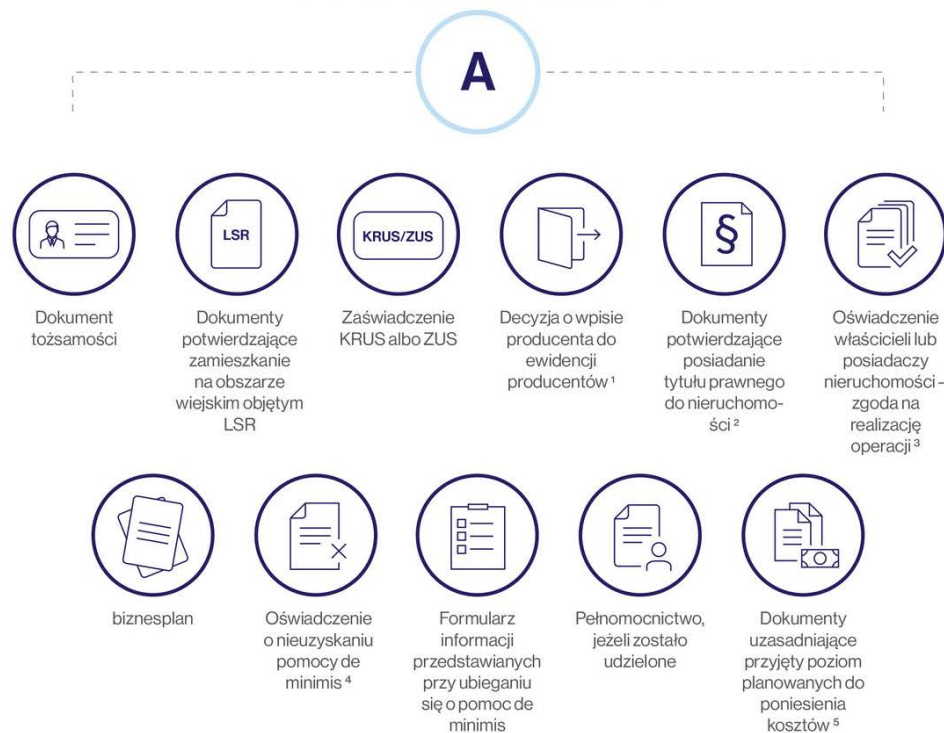 A
LSR
KRUS/ZUS
§
Dokument
tożsamości
Dokumenty
potwierdzające
zamieszkanie
na obszarze
wiejskim objętym
LSR
Zaświadczenie
KRUS albo ZUS
Decyzja o wpisie
producenta do
ewidencji
producentów ¹
Dokumenty
potwierdzające
posiadanie
tytułu prawnego
do nieruchomo-
ści ²
Oświadczenie
właścicieli lub
posiadaczy
nieruchomości –
zgoda na
realizację
operacji ³
biznesplan
Oświadczenie
o nieuzyskaniu
pomocy de
minimis ⁴
Formularz
informacji
przedstawianych
przy ubieganiu
się o pomoc de
minimis
Pełnomocnictwo,
jeżeli zostało
udzielone
Dokumenty
uzasadniające
przyjęty poziom
planowanych do
poniesienia
kosztów ⁵